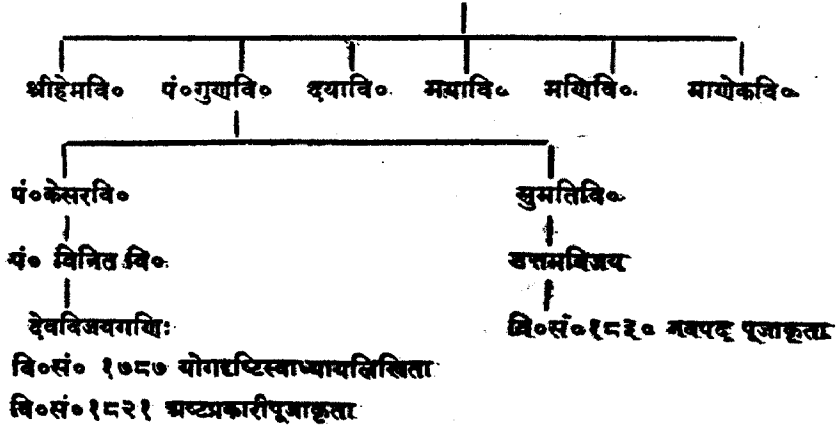 श्रीहेमवि० पं०गुणवि० दयावि० मयावि० मणिवि० माणेकवि०
पं०केसरवि० सुमतिवि०
पं० विनित वि० उत्तमविजय
देवविजयगणिः वि०सं०१८३० नवपद पूजाकृता
वि०सं० १७८७ योगदृष्टिस्वाध्यायलिखिता
वि०सं०१८२१ अष्टप्रकारीपूजाकृता